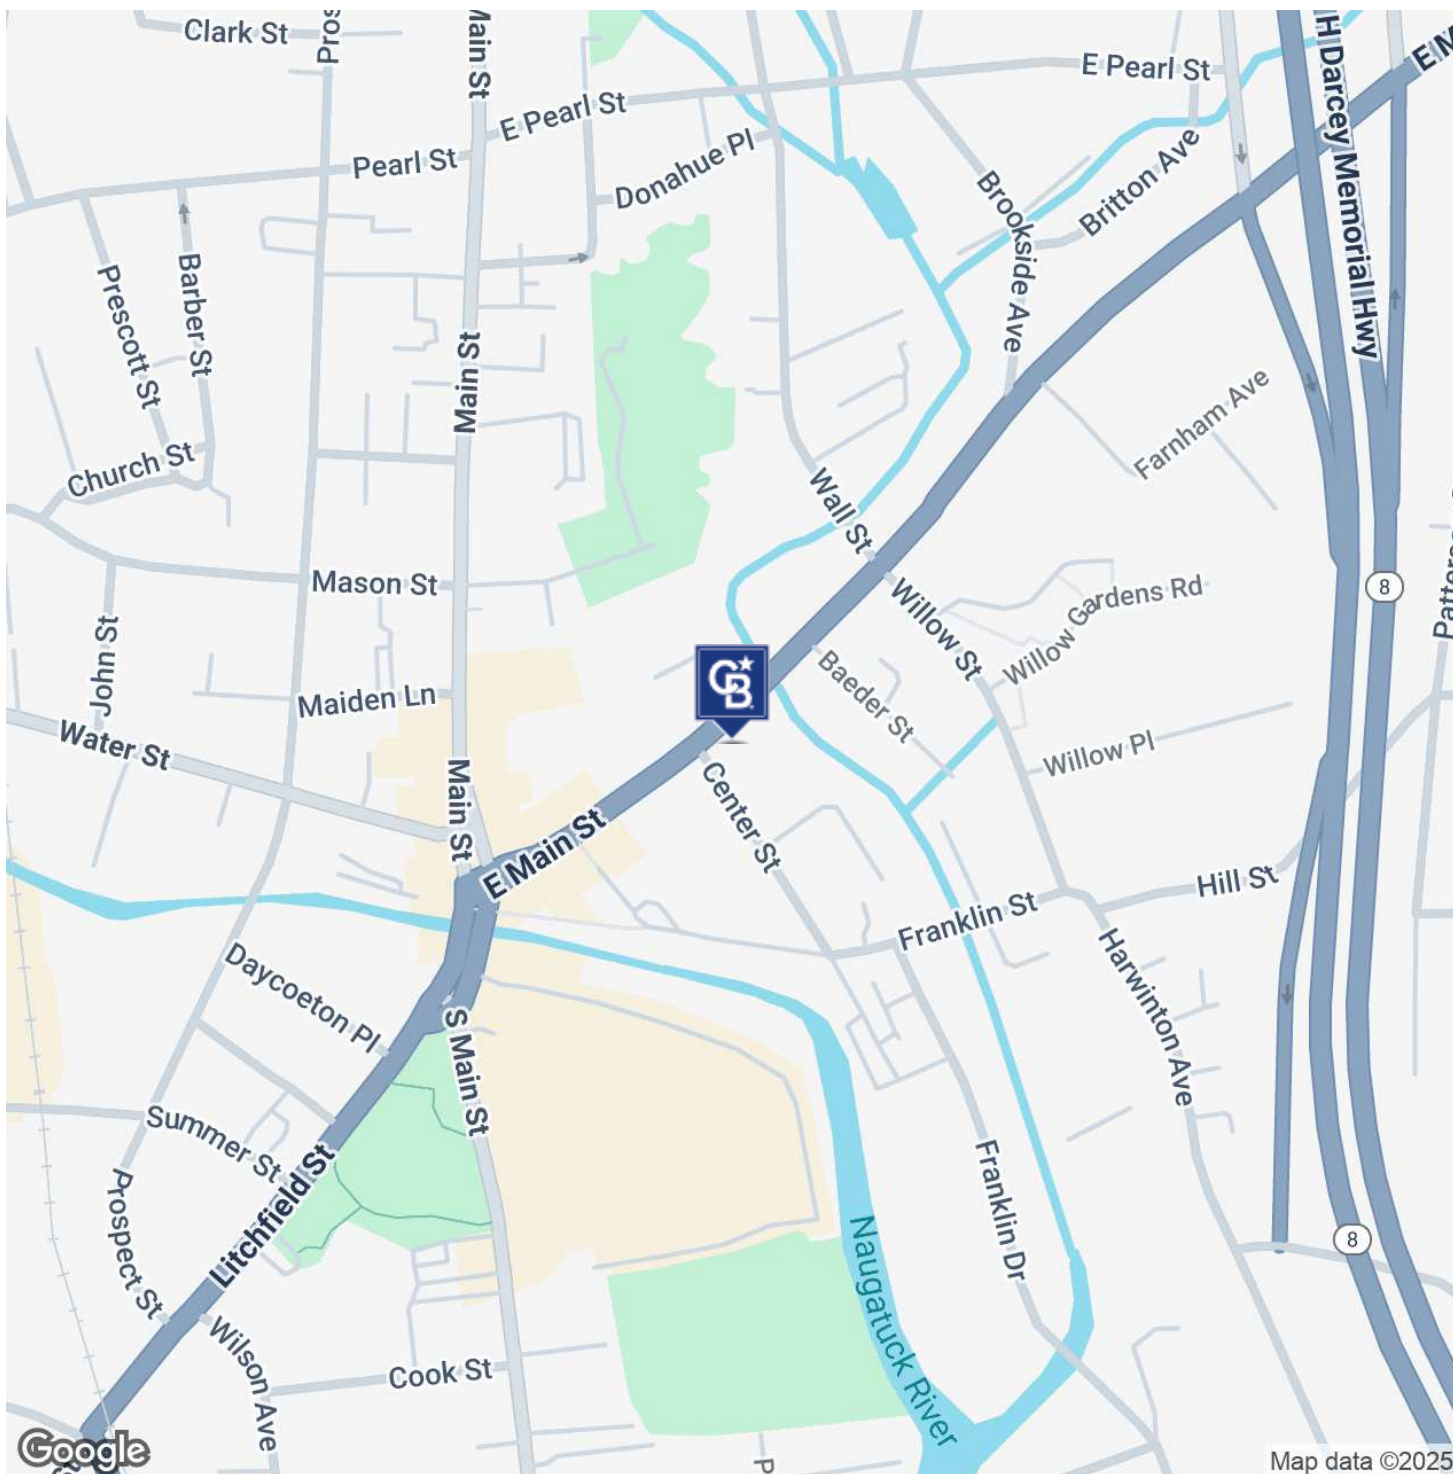 Clark St
Pros
Main St
E Pearl St
E Pearl St
H Darcey Memorial Hwy
E M
Pearl St
Donahue Pl
Brookside Ave
Britton Ave
Prescott St
Barber St
Main St
Farnham Ave
Church St
Wall St
Mason St
Willow St
Willow Gardens Rd
8
John St
Maiden Ln
CB
Baeder St
Water St
Main St
Center St
Willow Pl
E Main St
Franklin St
Hill St
Daycoeton Pl
S Main St
Harwinton Ave
Summer St
Litchfield St
Prospect St
Franklin Dr
Naugatuck River
8
Wilson Ave
Cook St
Google
P
Map data ©2025